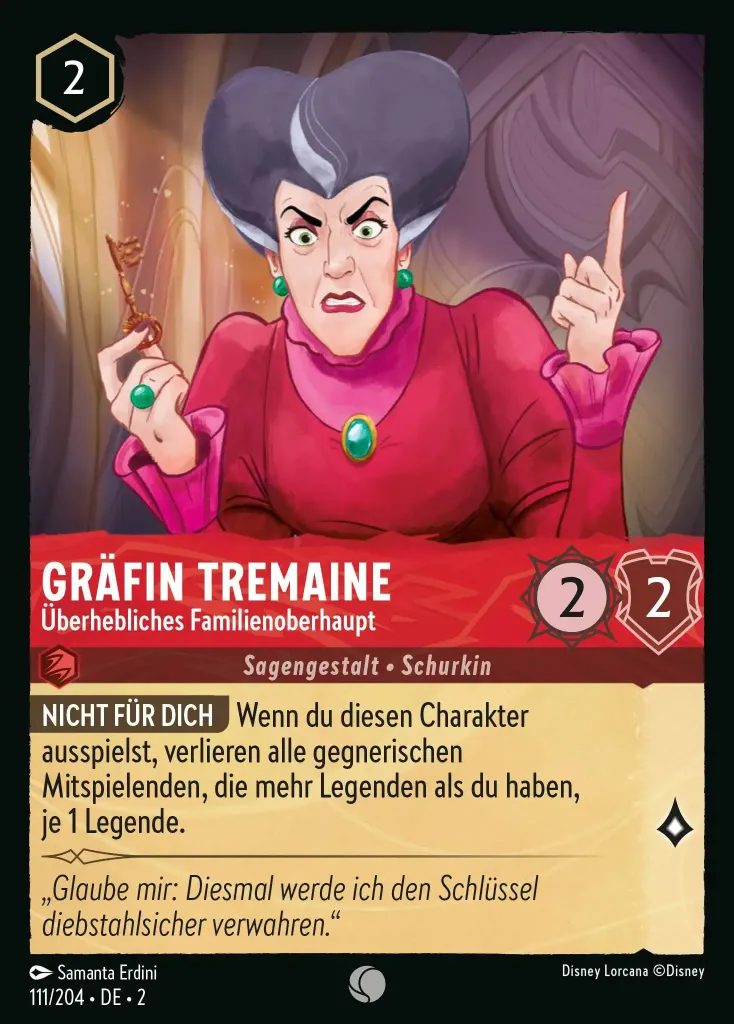 2
GRÄFIN TREMAINE
Überhebliches Familienoberhaupt
2
2
Sagengestalt • Schurkin
NICHT FÜR DICH Wenn du diesen Charakter
ausspielst, verlieren alle gegnerischen
Mitspielenden, die mehr Legenden als du haben,
je 1 Legende.
„Glaube mir: Diesmal werde ich den Schlüssel
diebstahlsicher verwahren.“
Samanta Erdini
Disney Lorcana ©Disney
111/204 • DE • 2